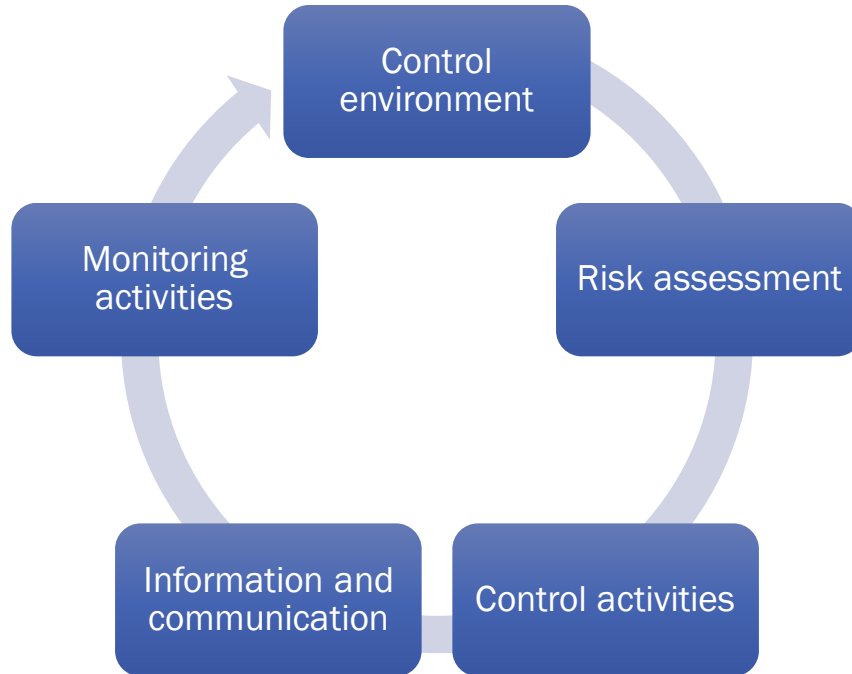 Control
environment
Risk assessment
Control activities
Information and
communication
Monitoring
activities